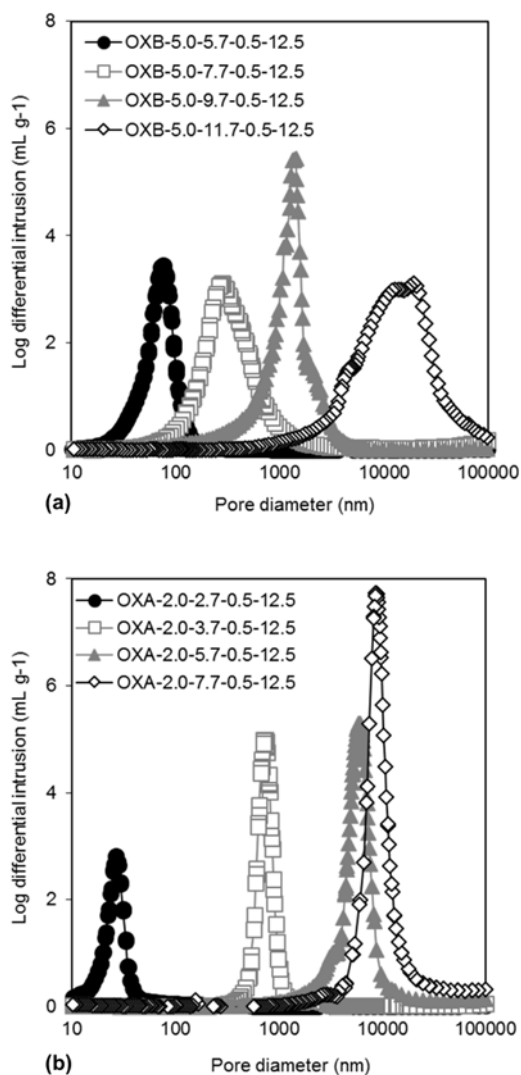 8
6
4
2
0
Log differential intrusion (mL g-1)
OXB-5.0-5.7-0.5-12.5
OXB-5.0-7.7-0.5-12.5
OXB-5.0-9.7-0.5-12.5
OXB-5.0-11.7-0.5-12.5
10 100 1000 10000 100000
(a)
Pore diameter (nm)
8
6
4
2
0
Log differential intrusion (mL g-1)
OXA-2.0-2.7-0.5-12.5
OXA-2.0-3.7-0.5-12.5
OXA-2.0-5.7-0.5-12.5
OXA-2.0-7.7-0.5-12.5
10 100 1000 10000 100000
(b)
Pore diameter (nm)